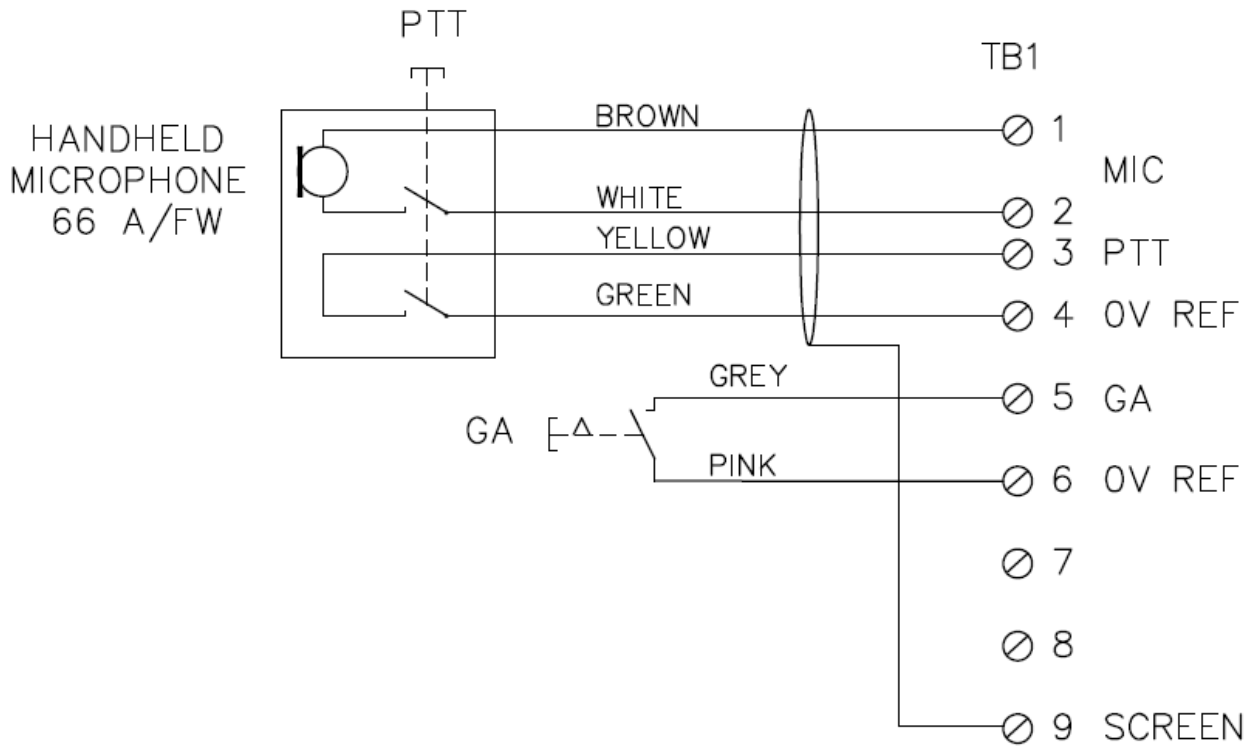 PTT
TB1
HANDHELD
MICROPHONE
66 A/FW
BROWN
1
MIC
WHITE
2
YELLOW
3 PTT
GREEN
4 0V REF
GREY
5 GA
GA
PINK
6 0V REF
7
8
9 SCREEN